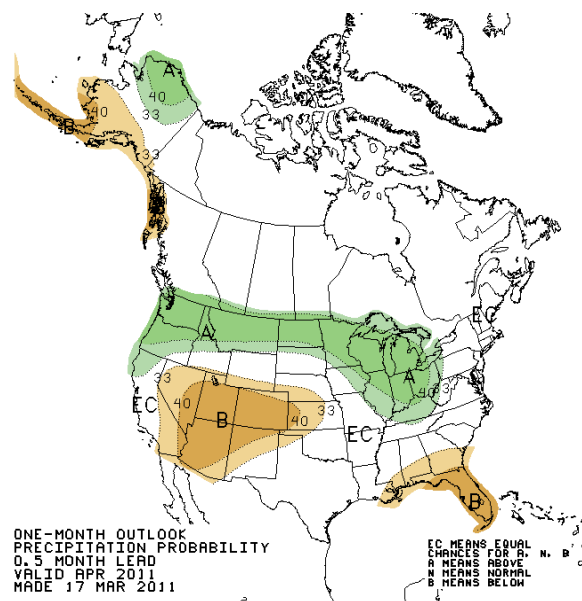 A
40
33
B
40
33
A
EC
33
40
EC
B
40
33
EC
A
40
33
B
ONE-MONTH OUTLOOK
PRECIPITATION PROBABILITY
0.5 MONTH LEAD
VALID APR 2011
MADE 17 MAR 2011
EC MEANS EQUAL
CHANCES FOR A, N, B
A MEANS ABOVE
N MEANS NORMAL
B MEANS BELOW